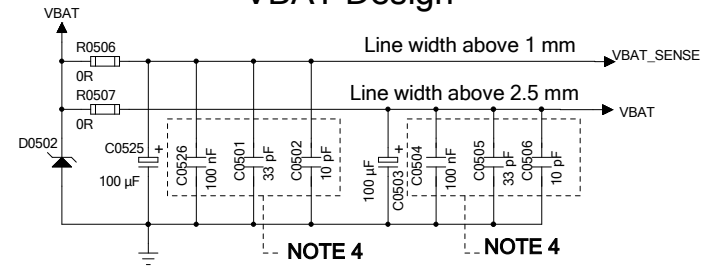 VBAT Design
VBAT
R0506
0R
Line width above 1 mm
VBAT_SENSE
R0507
0R
Line width above 2.5 mm
VBAT
D0502
C0525
+
100 µF
C0526
100 nF
C0501
33 pF
C0502
10 pF
+
100 µF
C0503
C0504
100 nF
C0505
33 pF
C0506
10 pF
NOTE 4
NOTE 4